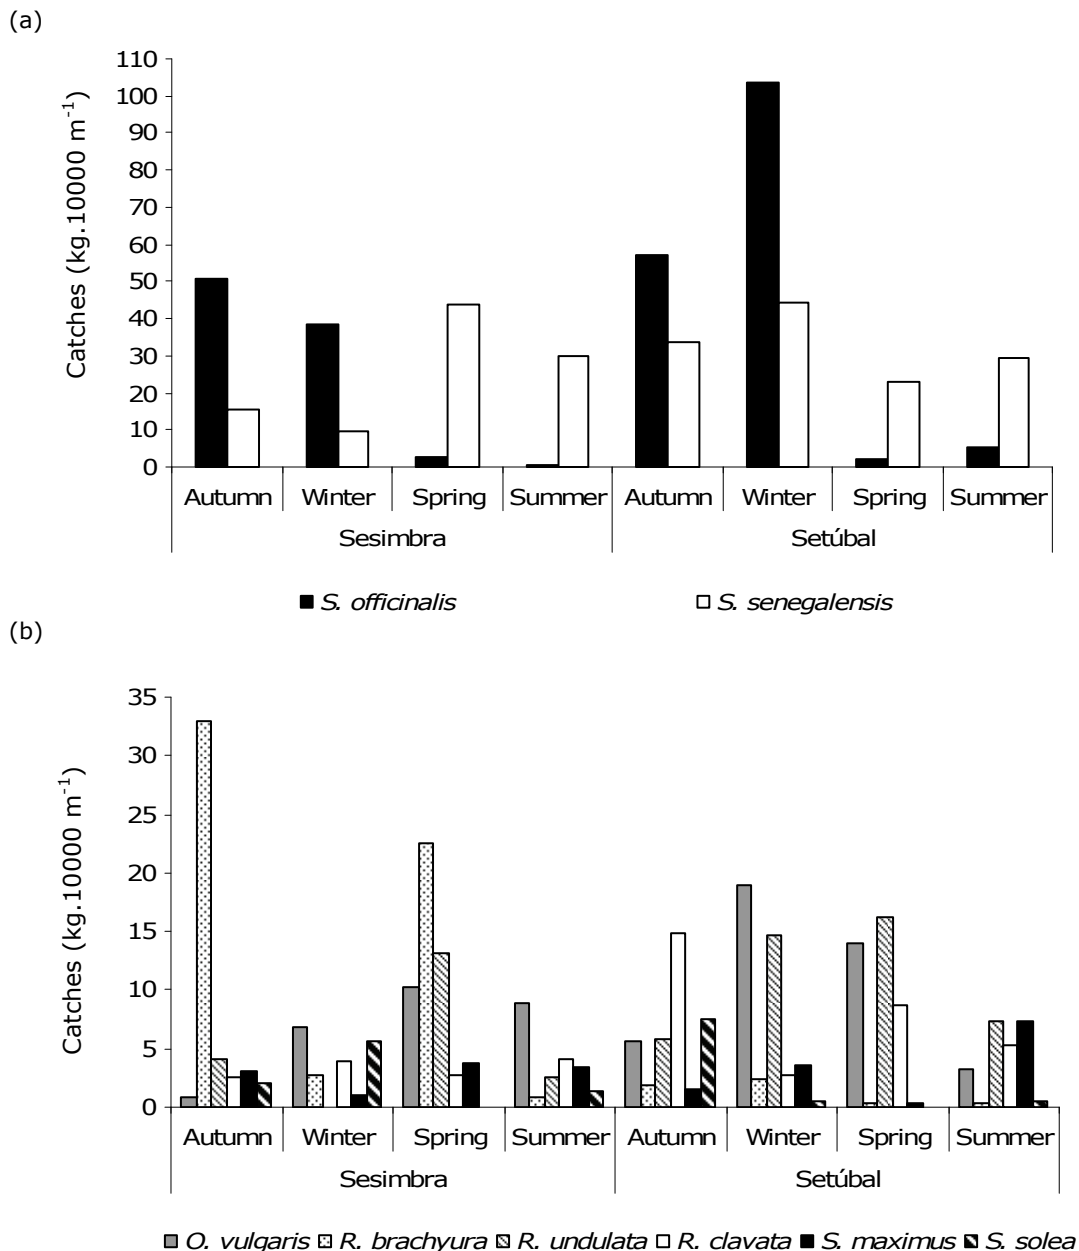 (a)
Catches (kg.10000 m⁻¹)
110
100
90
80
70
60
50
40
30
20
10
0
Autumn Winter Spring Summer Autumn Winter Spring Summer
Sesimbra Setúbal
S. officinalis S. senegalensis
(b)
Catches (kg.10000 m⁻¹)
35
30
25
20
15
10
5
0
Autumn Winter Spring Summer Autumn Winter Spring Summer
Sesimbra Setúbal
O. vulgaris R. brachyura R. undulata R. clavata S. maximus S. solea